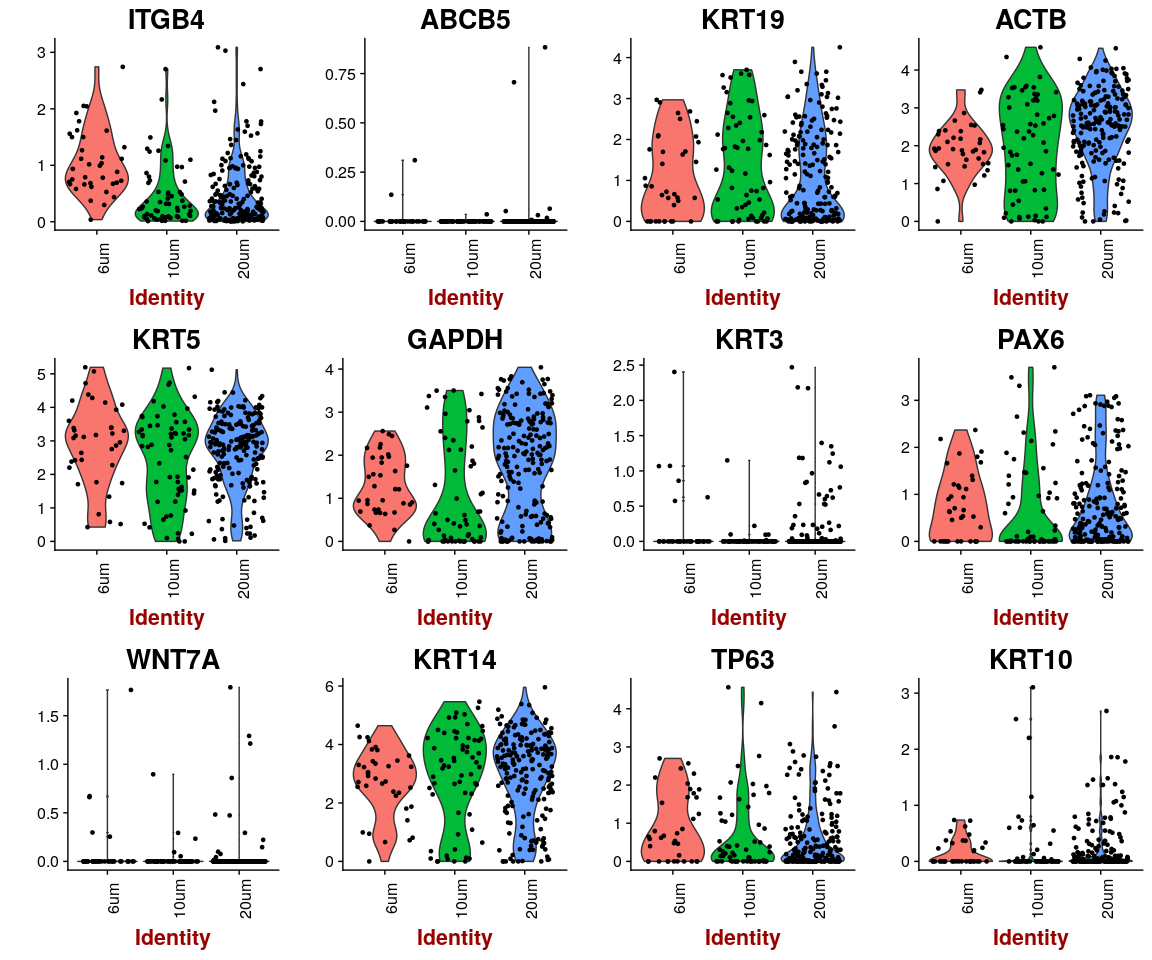 ITGB4
3
2
1
0
6um
10um
20um
Identity
ABCB5
0.75
0.50
0.25
0.00
6um
10um
20um
Identity
KRT19
4
3
2
1
0
6um
10um
20um
Identity
ACTB
4
3
2
1
0
6um
10um
20um
Identity
KRT5
5
4
3
2
1
0
6um
10um
20um
Identity
GAPDH
4
3
2
1
0
6um
10um
20um
Identity
KRT3
2.5
2.0
1.5
1.0
0.5
0.0
6um
10um
20um
Identity
PAX6
3
2
1
0
6um
10um
20um
Identity
WNT7A
1.5
1.0
0.5
0.0
6um
10um
20um
Identity
KRT14
6
4
2
0
6um
10um
20um
Identity
TP63
4
3
2
1
0
6um
10um
20um
Identity
KRT10
3
2
1
0
6um
10um
20um
Identity